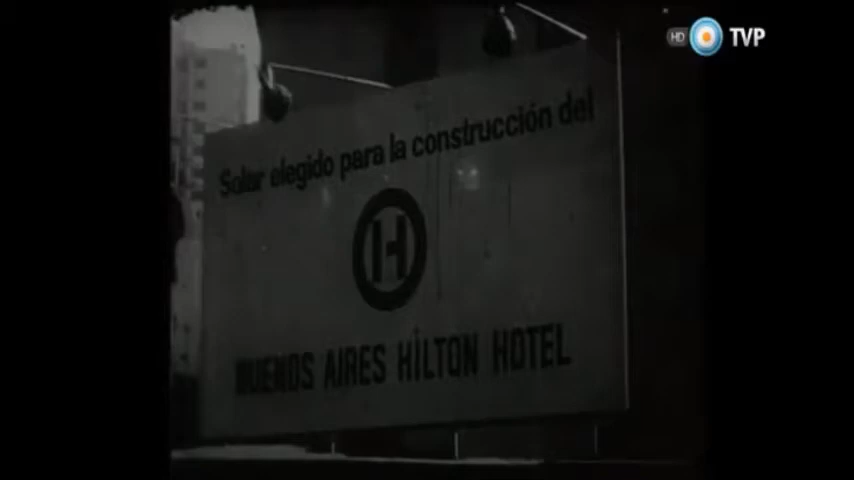 HD TVP
Solar elegido para la construcción del
H
BUENOS AIRES HILTON HOTEL